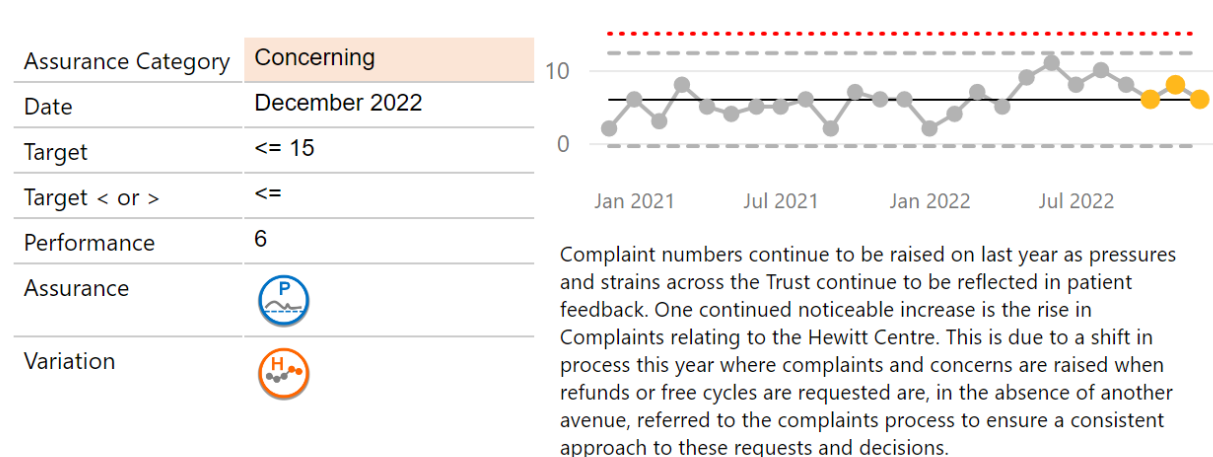 Assurance Category Concerning
Date December 2022
Target <= 15
Target < or > <=
Performance 6
Assurance P
Variation H
10
0
Jan 2021 Jul 2021 Jan 2022 Jul 2022
Complaint numbers continue to be raised on last year as pressures
and strains across the Trust continue to be reflected in patient
feedback. One continued noticeable increase is the rise in
Complaints relating to the Hewitt Centre. This is due to a shift in
process this year where complaints and concerns are raised when
refunds or free cycles are requested are, in the absence of another
avenue, referred to the complaints process to ensure a consistent
approach to these requests and decisions.